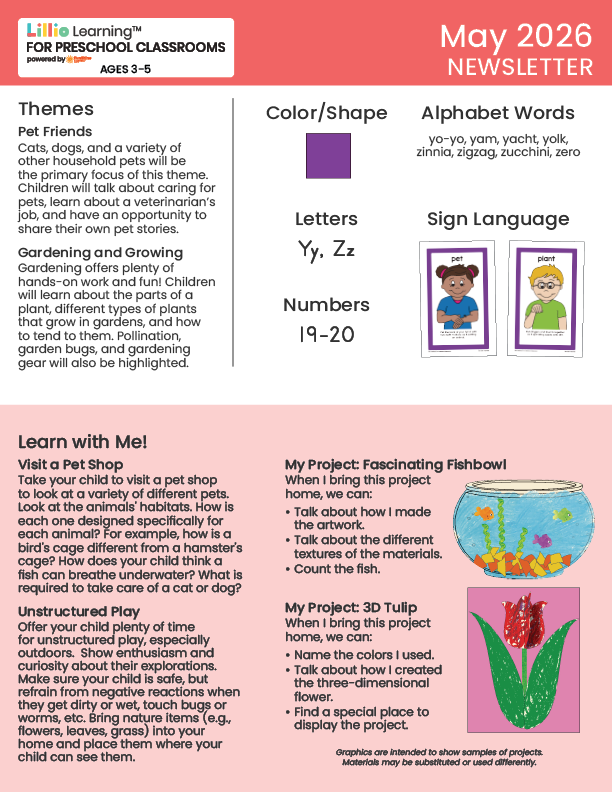 Lillio Learning™
FOR PRESCHOOL CLASSROOMS
powered by
AGES 3–5
May 2026
NEWSLETTER
Themes
Pet Friends
Cats, dogs, and a variety of
other household pets will be
the primary focus of this theme.
Children will talk about caring for
pets, learn about a veterinarian's
job, and have an opportunity to
share their own pet stories.
Gardening and Growing
Gardening offers plenty of
hands-on work and fun! Children
will learn about the parts of a
plant, different types of plants
that grow in gardens, and how
to tend to them. Pollination,
garden bugs, and gardening
gear will also be highlighted.
Color/Shape
Letters
Yy, Zz
Numbers
19-20
Alphabet Words
yo-yo, yam, yacht, yolk,
zinnia, zigzag, zucchini, zero
Sign Language
pet
plant
Learn with Me!
Visit a Pet Shop
Take your child to visit a pet shop
to look at a variety of different pets.
Look at the animals' habitats. How is
each one designed specifically for
each animal? For example, how is a
bird's cage different from a hamster's
cage? How does your child think a
fish can breathe underwater? What is
required to take care of a cat or dog?
Unstructured Play
Offer your child plenty of time
for unstructured play, especially
outdoors. Show enthusiasm and
curiosity about their explorations.
Make sure your child is safe, but
refrain from negative reactions when
they get dirty or wet, touch bugs or
worms, etc. Bring nature items (e.g.,
flowers, leaves, grass) into your
home and place them where your
child can see them.
My Project: Fascinating Fishbowl
When I bring this project
home, we can:
• Talk about how I made
the artwork.
• Talk about the different
textures of the materials.
• Count the fish.
My Project: 3D Tulip
When I bring this project
home, we can:
• Name the colors I used.
• Talk about how I created
the three-dimensional
flower.
• Find a special place to
display the project.
Graphics are intended to show samples of projects.
Materials may be substituted or used differently.